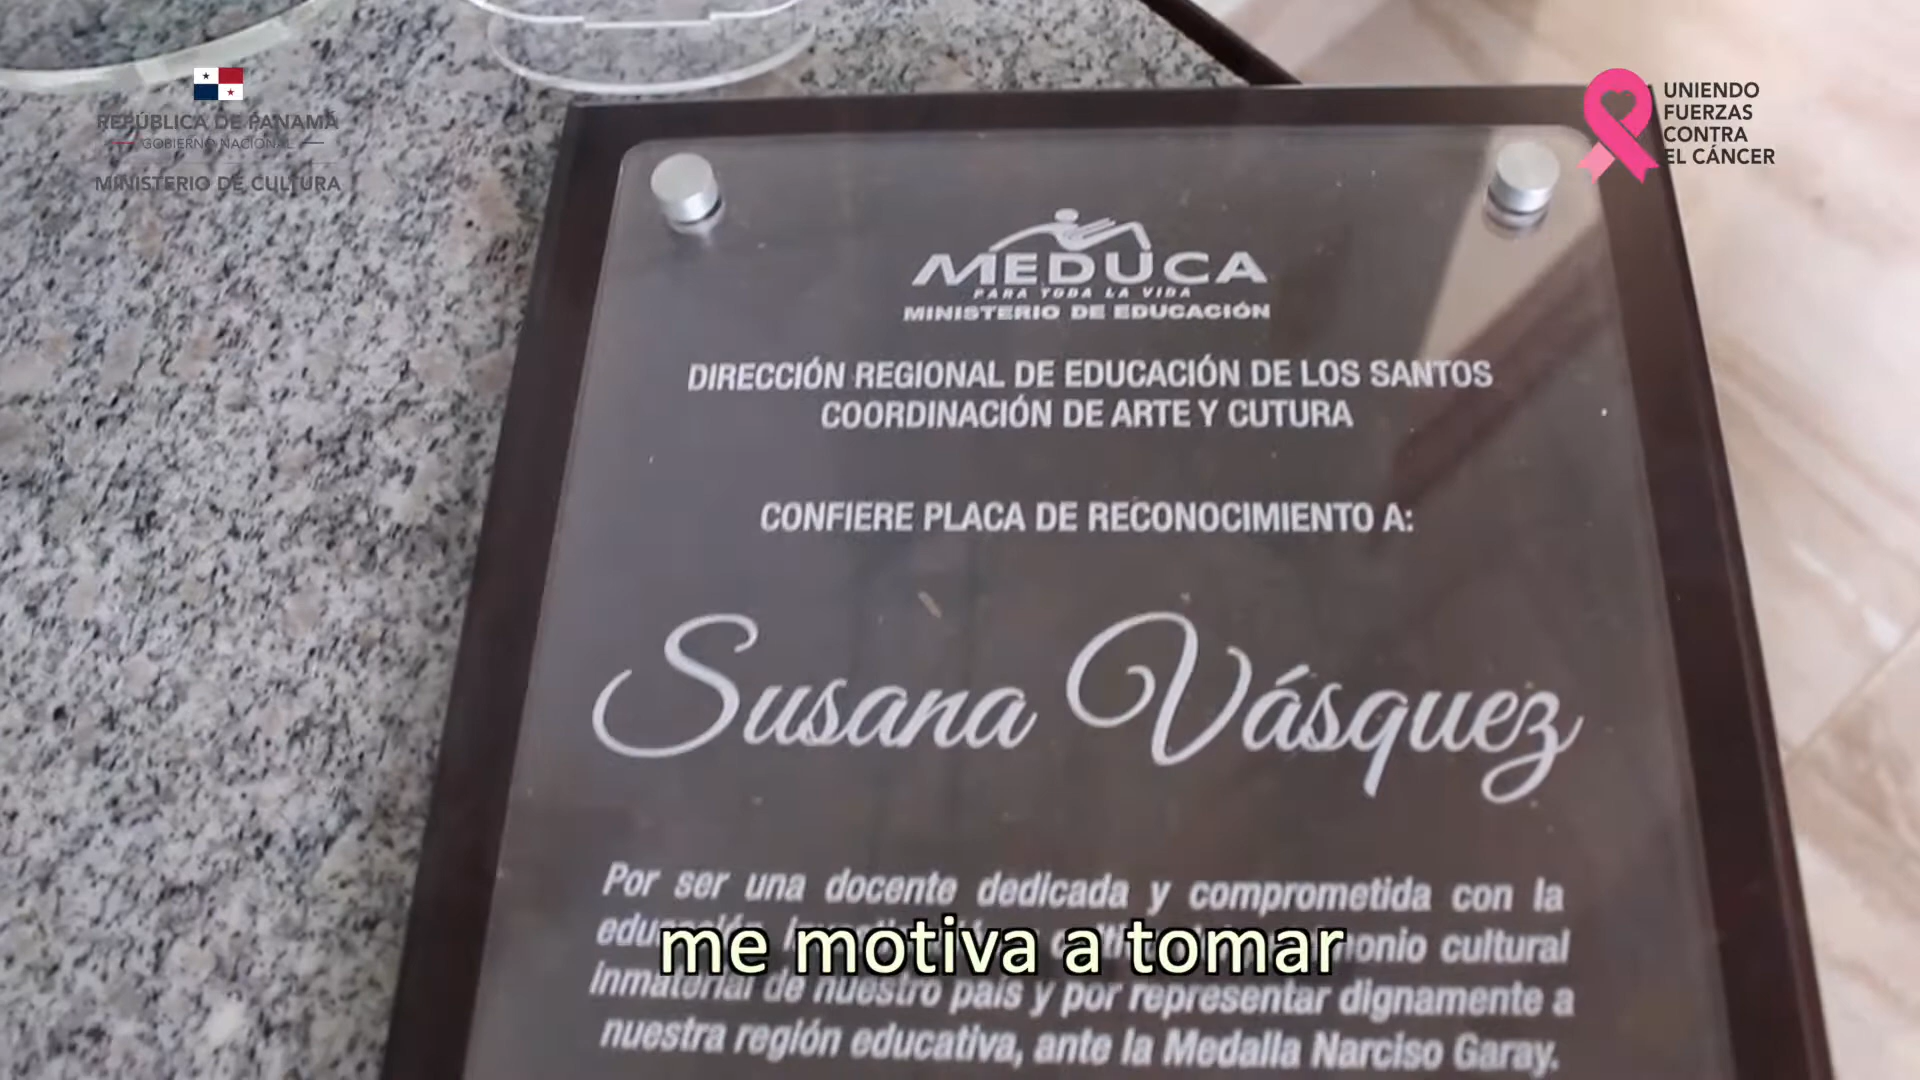 REPÚBLICA DE PANAMÁ
GOBIERNO NACIONAL
MINISTERIO DE CULTURA
UNIENDO
FUERZAS
CONTRA
EL CÁNCER
MEDUCA
PARA TODA LA VIDA
MINISTERIO DE EDUCACIÓN
DIRECCIÓN REGIONAL DE EDUCACIÓN DE LOS SANTOS
COORDINACIÓN DE ARTE Y CUTURA
CONFIERE PLACA DE RECONOCIMIENTO A:
Susana Vásquez
Por ser una docente dedicada y comprometida con la
cultural
me motiva a tomar
inmaterial de nuestro país y por representar dignamente a
nuestra región educativa, ante la Medalla Narciso Garay.